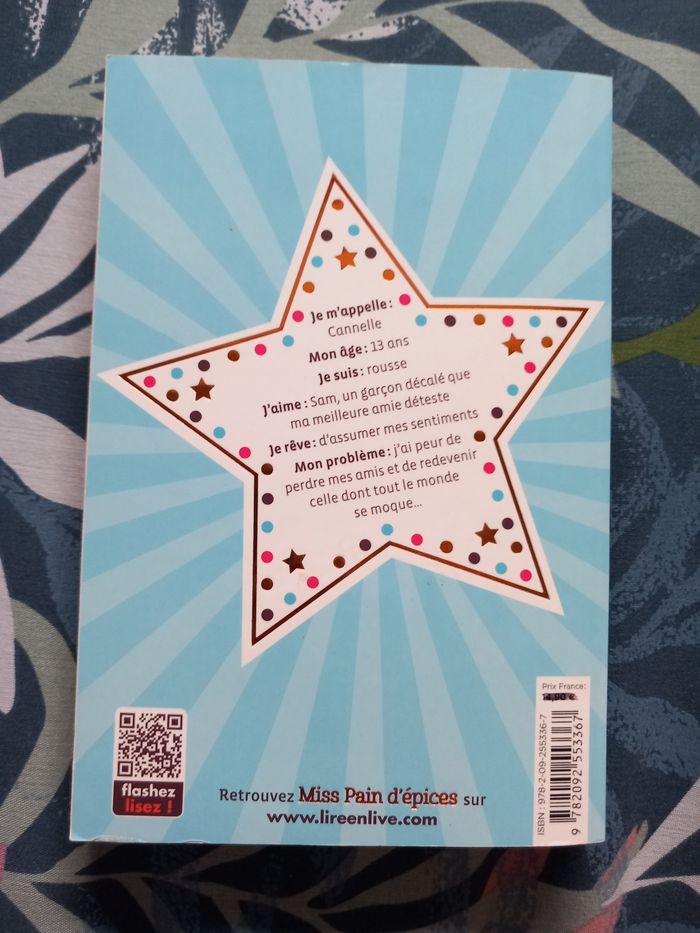 Je m'appelle :
Cannelle
Mon âge : 13 ans
Je suis : rousse
J'aime : Sam, un garçon décalé que
ma meilleure amie déteste
Je rêve : d'assumer mes sentiments
Mon problème : j'ai peur de
perdre mes amis et de redevenir
celle dont tout le monde
se moque...
flashez
lisez !
Retrouvez Miss Pain d'épices sur
www.lireenlive.com
Prix France :
14,90 €
ISBN : 978-2-09-255336-7
9 782092 553367